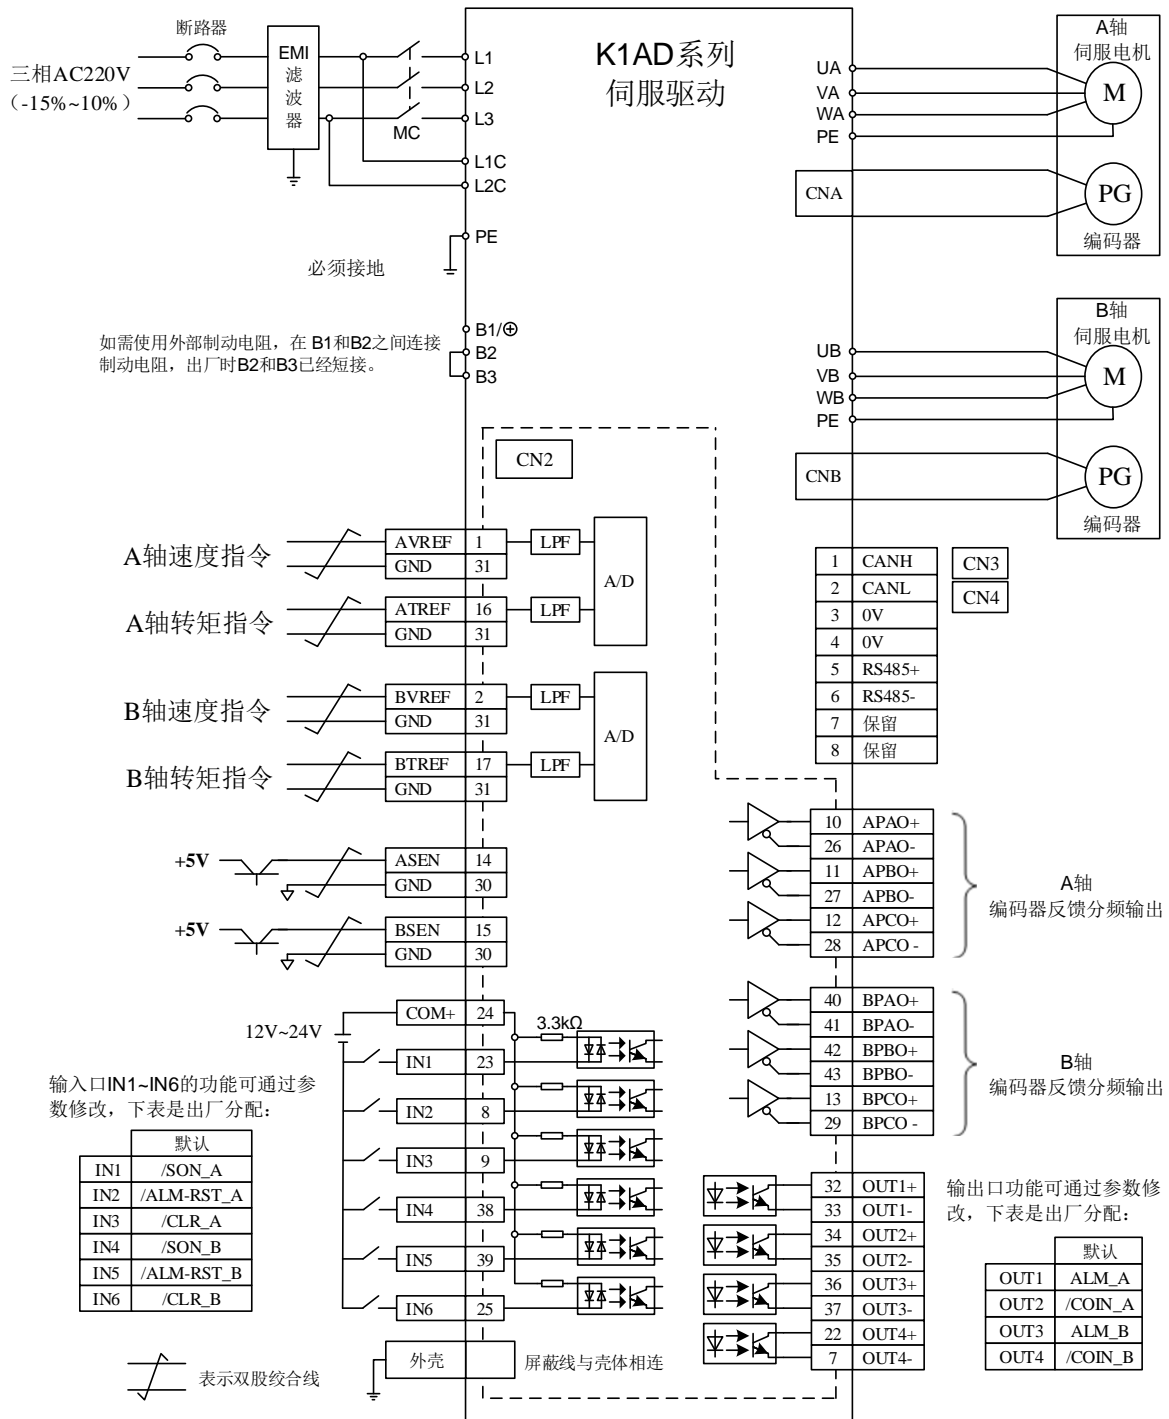 断路器
三相AC220V
（-15%~10%）
EMI
滤
波
器
MC
L1
L2
L3
L1C
L2C
PE
必须接地
K1AD系列
伺服驱动
UA
VA
WA
PE
CNA
A轴
伺服电机
M
PG
编码器
如需使用外部制动电阻，在 B1和B2之间连接
制动电阻，出厂时B2和B3已经短接。
B1/⊕
B2
B3
UB
VB
WB
PE
CNB
B轴
伺服电机
M
PG
编码器
CN2
A轴速度指令
AVREF 1 LPF
GND 31
A/D
A轴转矩指令
ATREF 16 LPF
GND 31
B轴速度指令
BVREF 2 LPF
GND 31
A/D
B轴转矩指令
BTREF 17 LPF
GND 31
1 CANH
2 CANL
3 0V
4 0V
5 RS485+
6 RS485-
7 保留
8 保留
CN3
CN4
+5V
ASEN 14
GND 30
+5V
BSEN 15
GND 30
10 APAO+
26 APAO-
11 APBO+
27 APBO-
12 APCO+
28 APCO -
A轴
编码器反馈分频输出
40 BPAO+
41 BPAO-
42 BPBO+
43 BPBO-
13 BPCO+
29 BPCO -
B轴
编码器反馈分频输出
12V~24V
COM+ 24
3.3kΩ
IN1 23
IN2 8
IN3 9
IN4 38
IN5 39
IN6 25
外壳
屏蔽线与壳体相连
输入口IN1~IN6的功能可通过参
数修改，下表是出厂分配：
默认
IN1 /SON_A
IN2 /ALM-RST_A
IN3 /CLR_A
IN4 /SON_B
IN5 /ALM-RST_B
IN6 /CLR_B
表示双股绞合线
32 OUT1+
33 OUT1-
34 OUT2+
35 OUT2-
36 OUT3+
37 OUT3-
22 OUT4+
7 OUT4-
输出口功能可通过参数修
改，下表是出厂分配：
默认
OUT1 ALM_A
OUT2 /COIN_A
OUT3 ALM_B
OUT4 /COIN_B